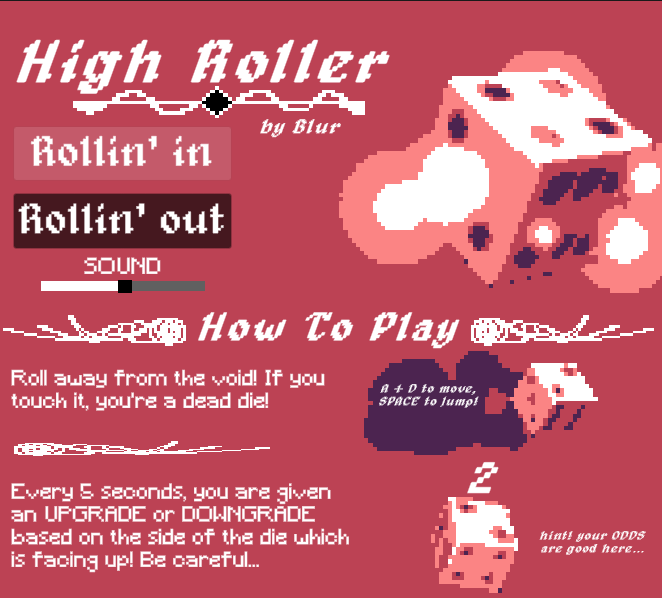 High Roller
by Blur
Rollin' in
Rollin' out
SOUND
How To Play
Roll away from the void! If you
touch it, you're a dead die!
A + D to move,
SPACE to jump!
Every 5 seconds, you are given
an UPGRADE or DOWNGRADE
based on the side of the die which
is facing up! Be careful...
2
hint! your ODDS
are good here...